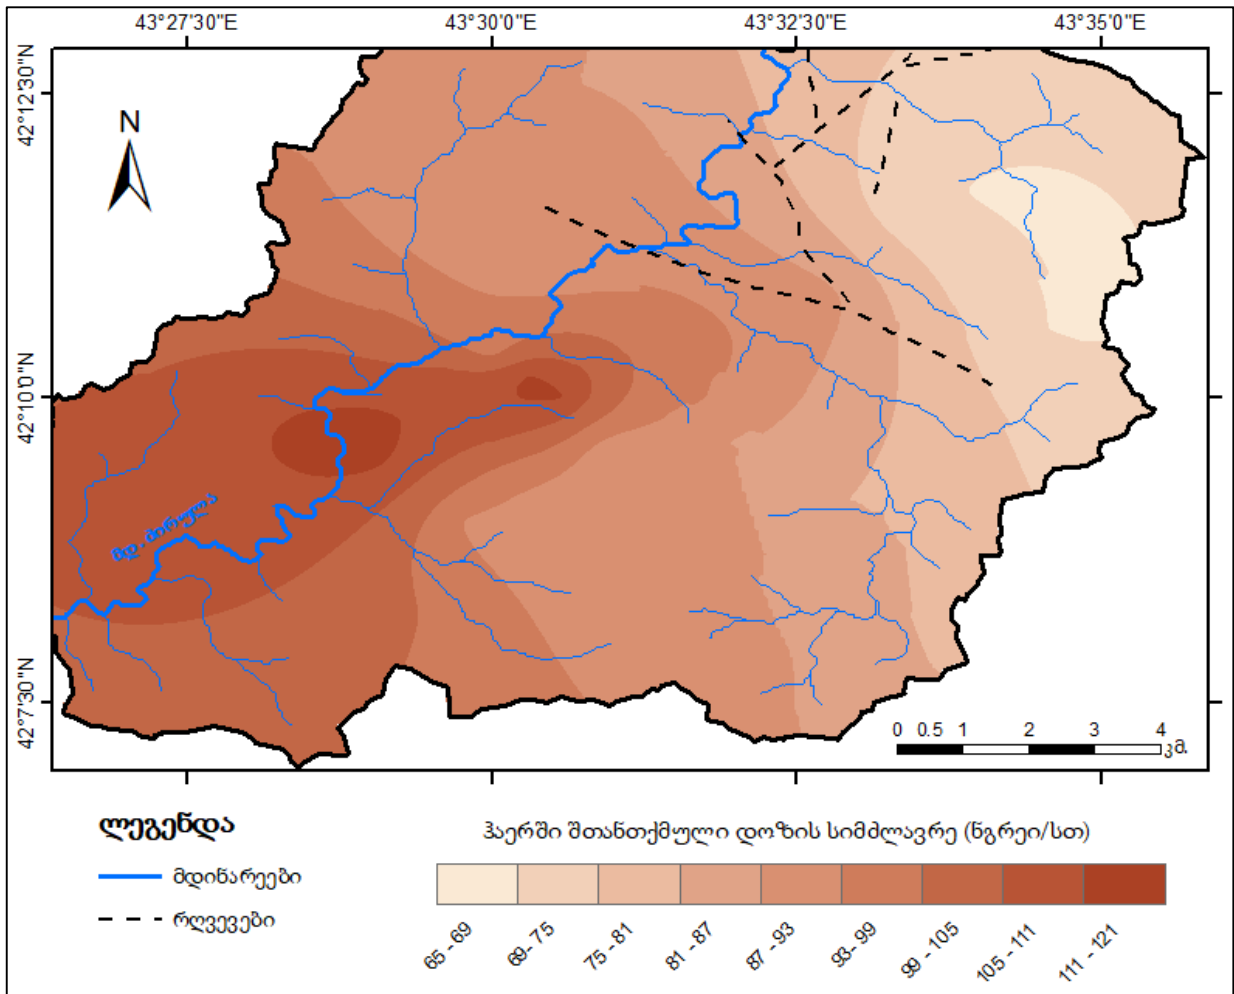 43°27'30"E 43°30'0"E 43°32'30"E 43°35'0"E
42°12'30"N
42°10'0"N
42°7'30"N
N
მდ. ძირულა
0 0.5 1 2 3 4
კმ.
ლეგენდა
მდინარეები
რღვევები
ჰაერში შთანთქმული დოზის სიმძლავრე (ნგრეი/სთ)
65 - 69
69 - 75
75 - 81
81 - 87
87 - 93
93 - 99
99 - 105
105 - 111
111 - 121